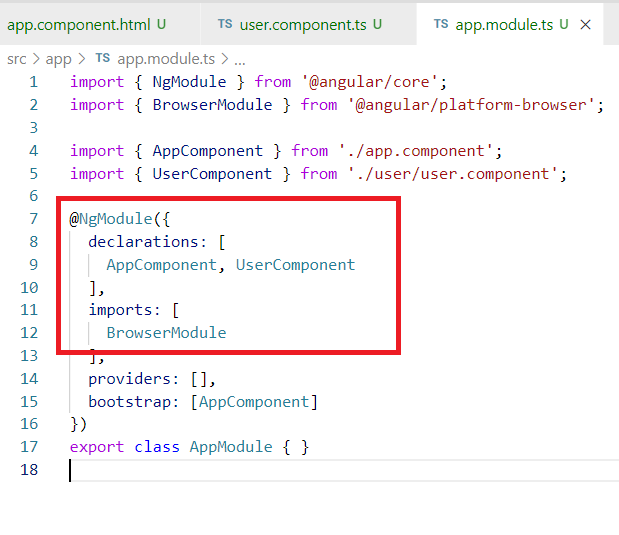 app.component.html U TS user.component.ts U TS app.module.ts U ×
src > app > TS app.module.ts > ...
1 import { NgModule } from '@angular/core';
2 import { BrowserModule } from '@angular/platform-browser';
3
4 import { AppComponent } from './app.component';
5 import { UserComponent } from './user/user.component';
6
7 @NgModule({
8 declarations: [
9 AppComponent, UserComponent
10 ],
11 imports: [
12 BrowserModule
13 ],
14 providers: [],
15 bootstrap: [AppComponent]
16 })
17 export class AppModule { }
18